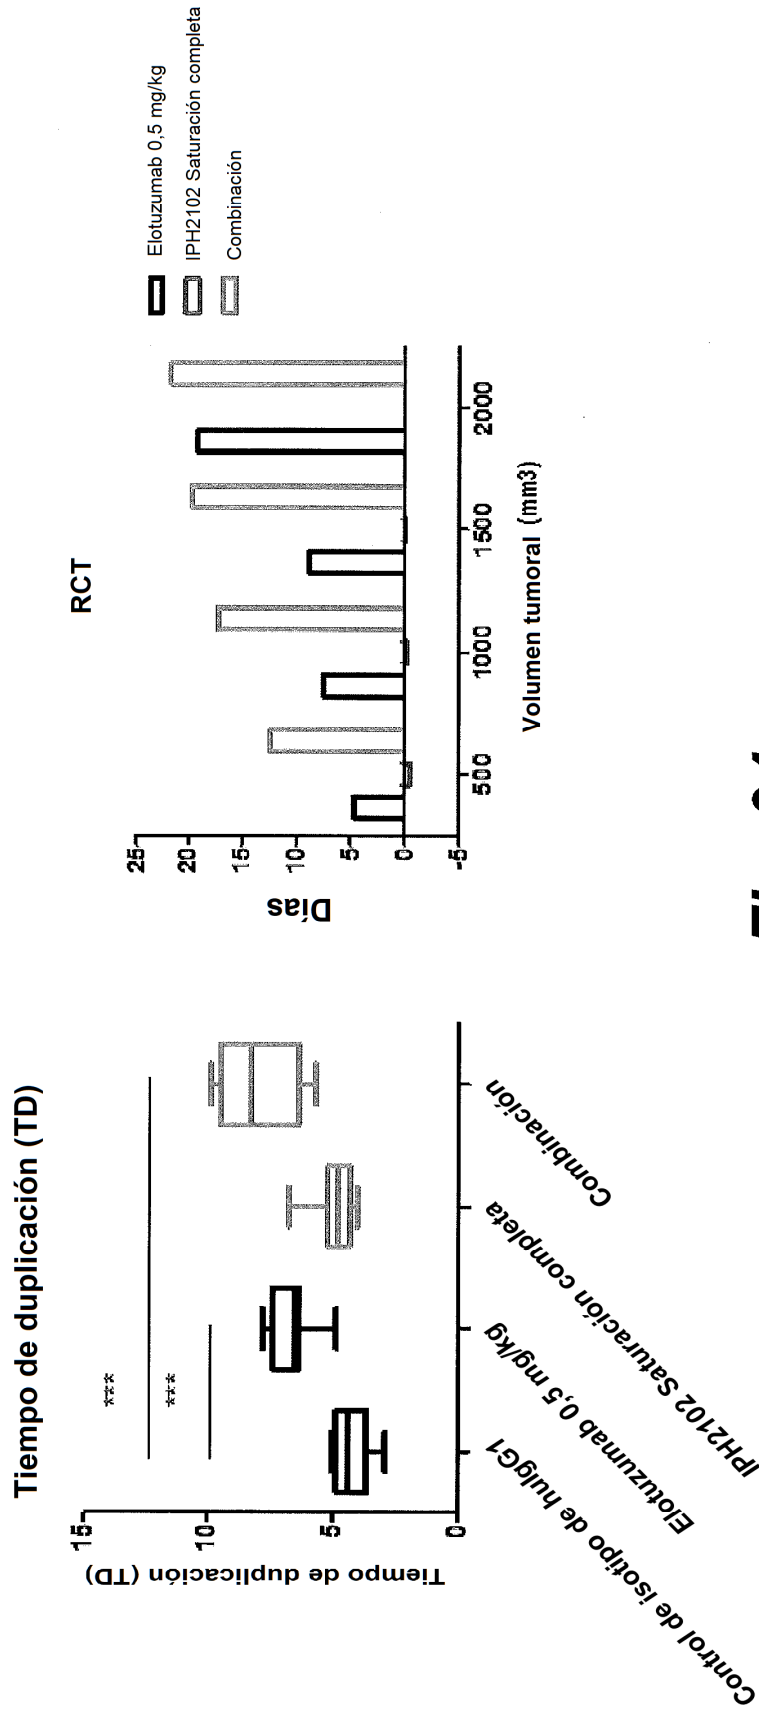 Tiempo de duplicación (TD)
Tiempo de duplicación (TD)
15
10
5
0
***
***
Control de isotipo de huIgG1
Elotuzumab 0,5 mg/kg
IPH2102 Saturación completa
Combinación
RCT
Días
25
20
15
10
5
0
-5
500
1000
1500
2000
Volumen tumoral (mm3)
Elotuzumab 0,5 mg/kg
IPH2102 Saturación completa
Combinación